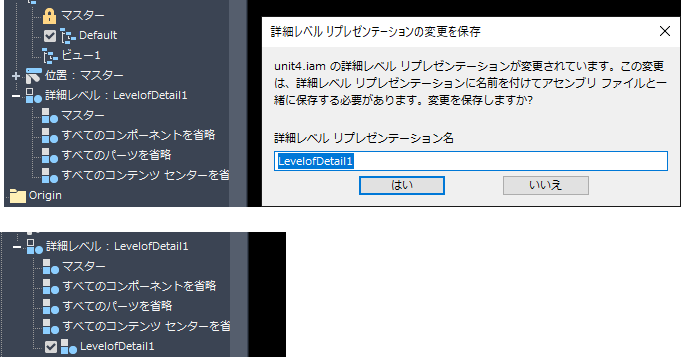 マスター
Default
ビュー1
位置 : マスター
詳細レベル : LevelofDetail1
マスター
すべてのコンポーネントを省略
すべてのパーツを省略
すべてのコンテンツ センターを省
Origin
詳細レベル リプレゼンテーションの変更を保存
unit4.iam の詳細レベル リプレゼンテーションが変更されています。この変更
は、詳細レベル リプレゼンテーションに名前を付けてアセンブリ ファイルと一
緒に保存する必要があります。変更を保存しますか?
詳細レベル リプレゼンテーション名
LevelofDetail1
はい
いいえ
詳細レベル : LevelofDetail1
マスター
すべてのコンポーネントを省略
すべてのパーツを省略
すべてのコンテンツ センターを省
LevelofDetail1